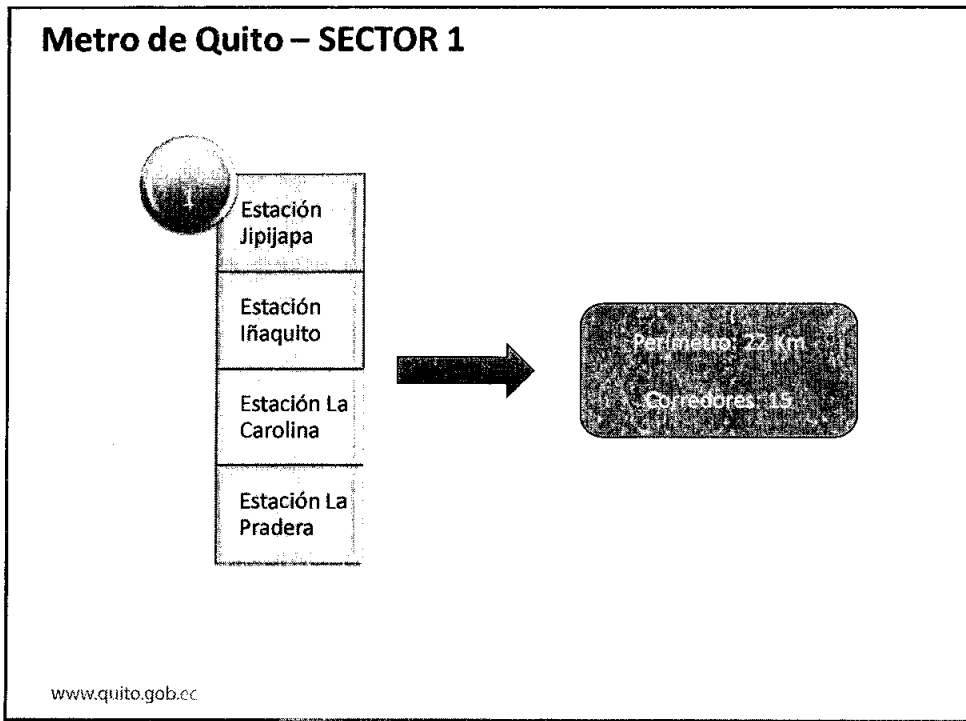 Metro de Quito – SECTOR 1
1
Estación
Jipijapa
Estación
Iñaquito
Estación La
Carolina
Estación La
Pradera
Perímetro: 22 Km
Corredores: 15
www.quito.gob.ec